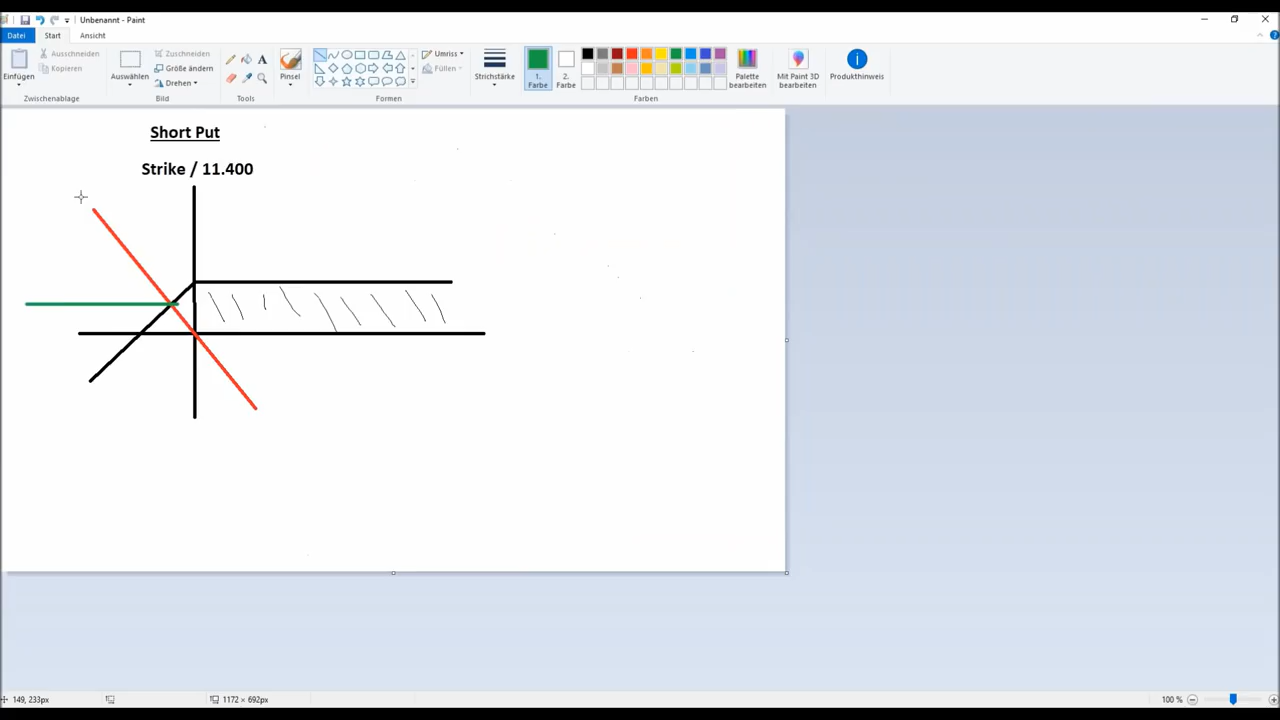 Unbenannt - Paint
Datei Start Ansicht
Einfügen
Ausschneiden
Kopieren
Zwischenablage
Auswählen
Zuschneiden
Größe ändern
Drehen
Bild
A
Tools
Pinsel
Formen
Umriss
Füllen
Strichstärke
1.
Farbe
2.
Farbe
Farben
Palette
bearbeiten
Mit Paint 3D
bearbeiten
Produkthinweis
Short Put
Strike / 11.400
149, 233px
1172 × 692px
100 %